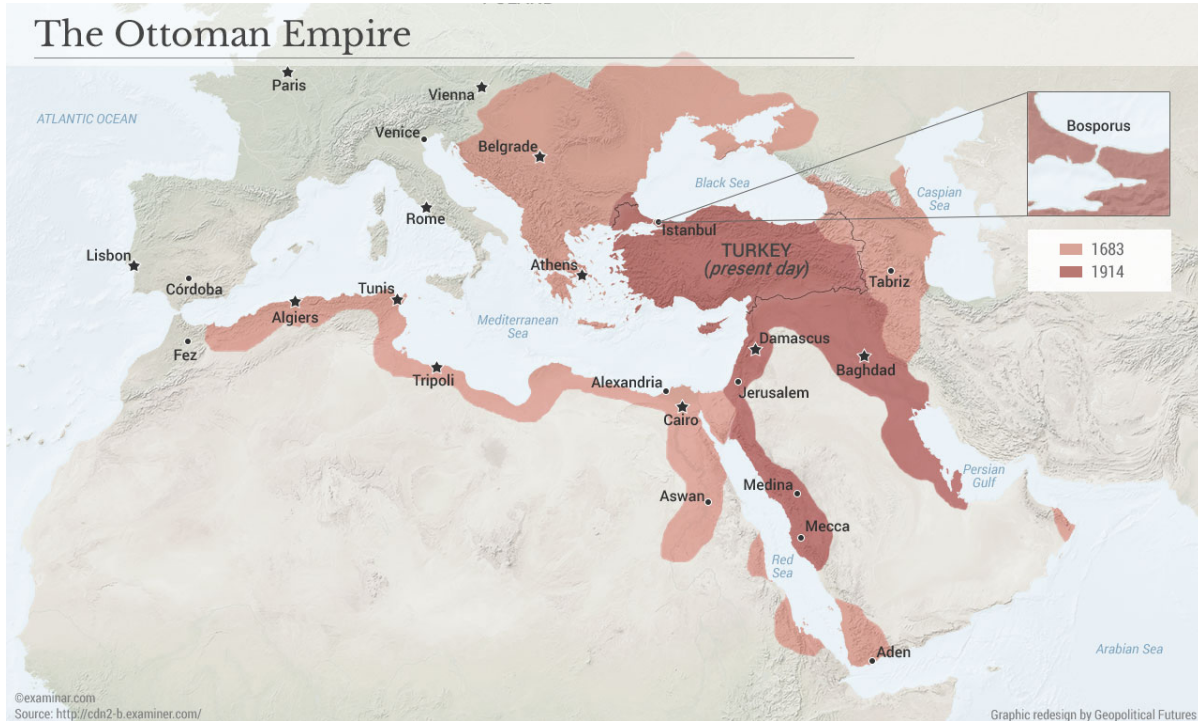 The Ottoman Empire
Paris
Vienna
ATLANTIC OCEAN
Venice
Bosporus
Belgrade
Black Sea
Caspian
Sea
Rome
Istanbul
1683
TURKEY
(present day)
1914
Lisbon
Athens
Tabriz
Córdoba
Tunis
Algiers
Mediterranean
Sea
Damascus
Fez
Baghdad
Tripoli
Alexandria
Jerusalem
Cairo
Persian
Gulf
Medina
Aswan
Mecca
Red
Sea
Aden
Arabian Sea
©examinar.com
Source: http://cdn2-b.examiner.com/
Graphic redesign by Geopolitical Futures